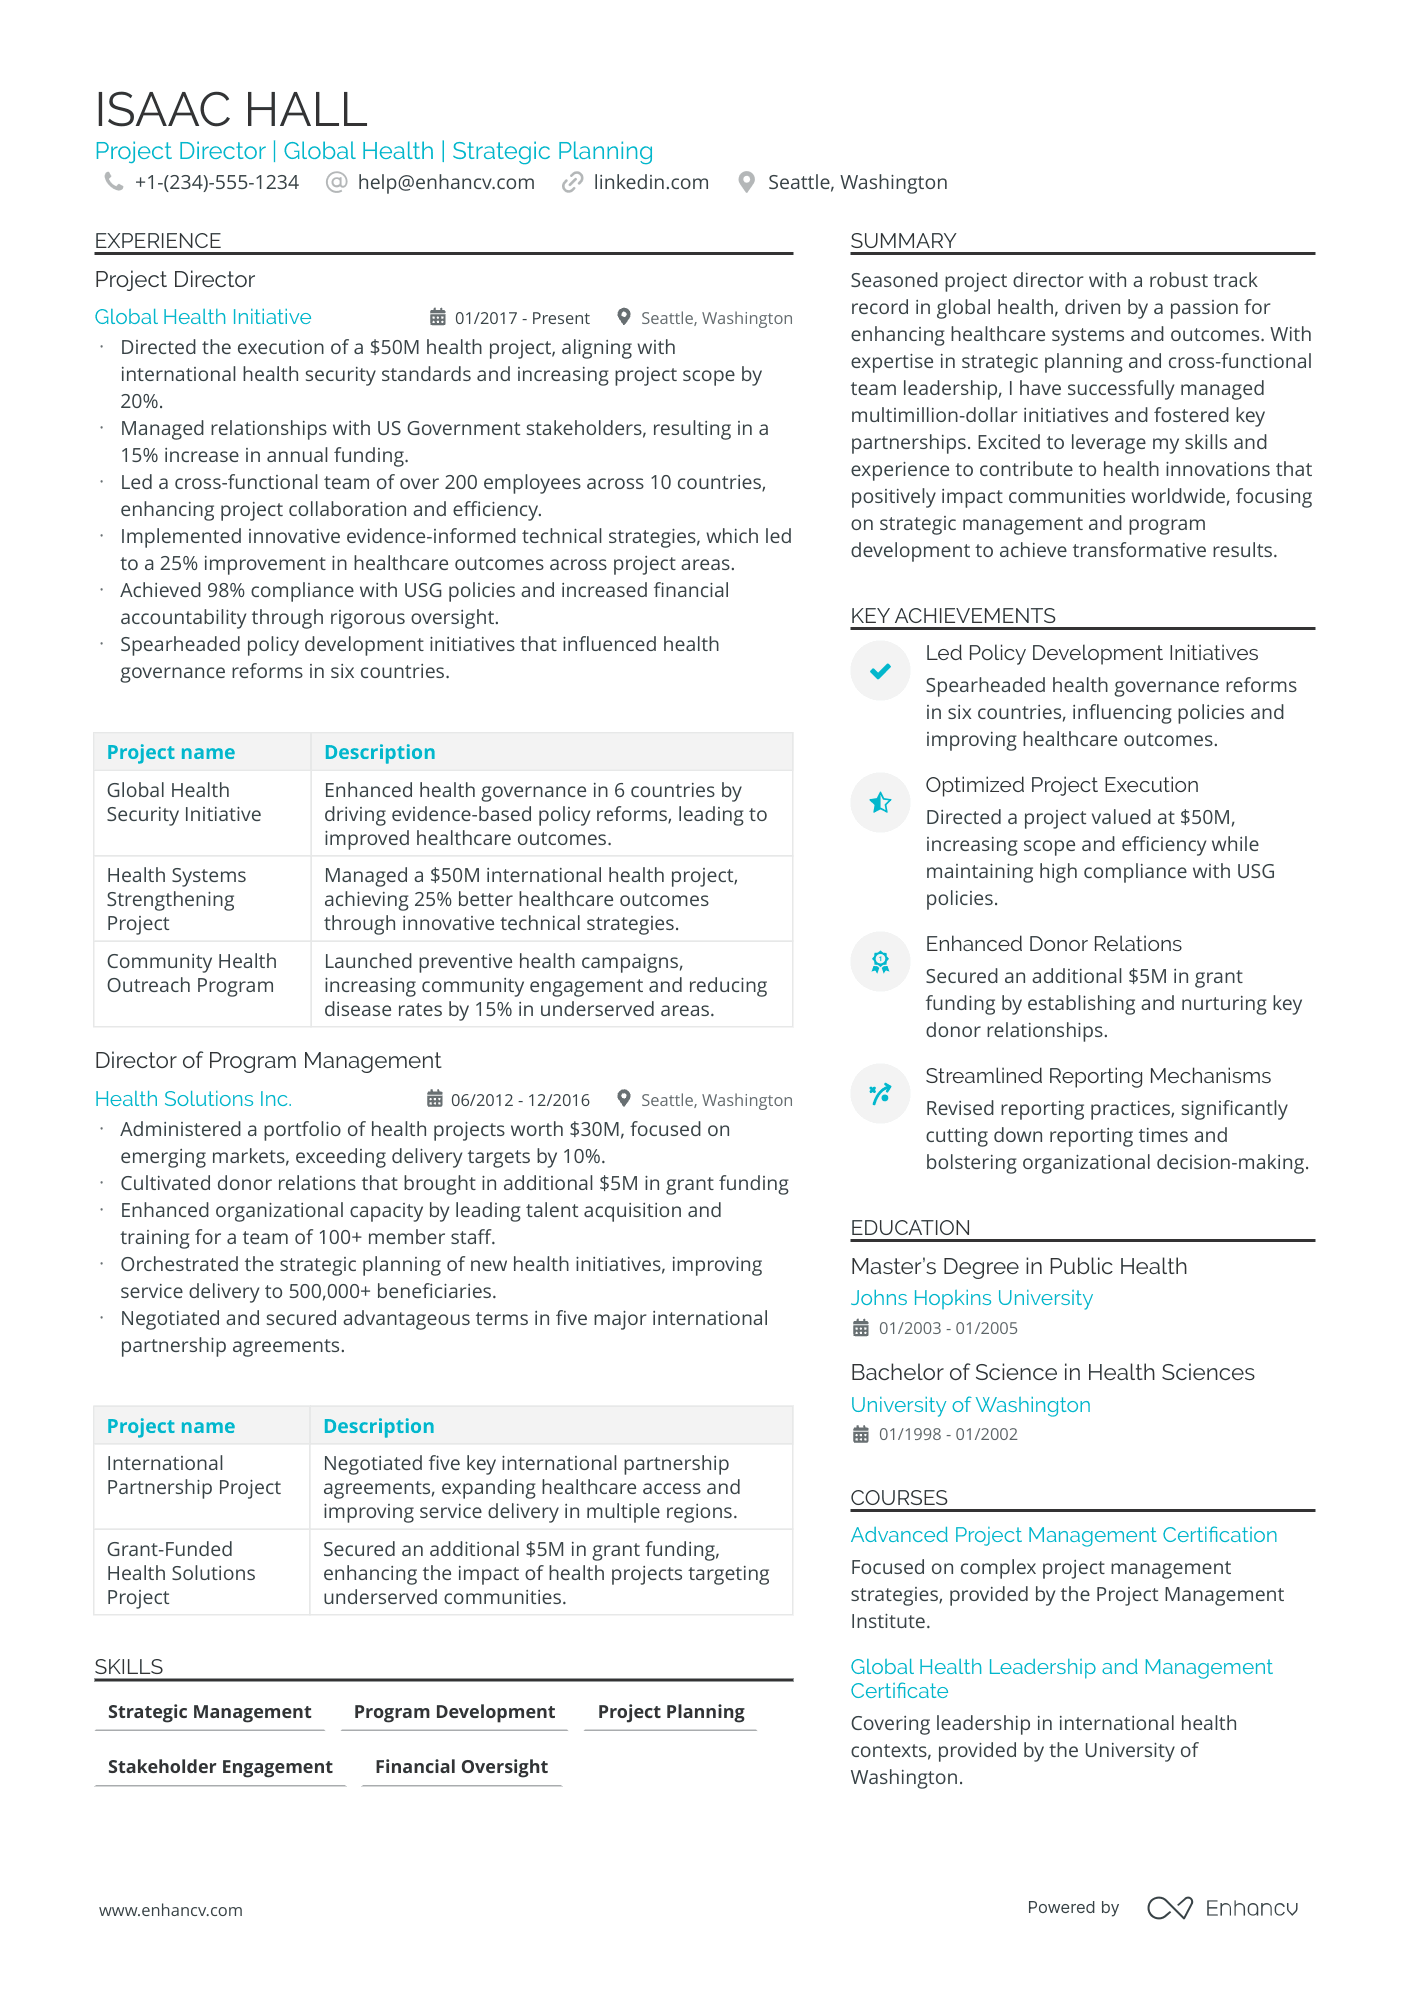 ISAAC HALL
Project Director | Global Health | Strategic Planning
+1-(234)-555-1234 help@enhancv.com linkedin.com Seattle, Washington
EXPERIENCE
Project Director
Global Health Initiative 01/2017 - Present Seattle, Washington
· Directed the execution of a $50M health project, aligning with
international health security standards and increasing project scope by
20%.
· Managed relationships with US Government stakeholders, resulting in a
15% increase in annual funding.
· Led a cross-functional team of over 200 employees across 10 countries,
enhancing project collaboration and efficiency.
· Implemented innovative evidence-informed technical strategies, which led
to a 25% improvement in healthcare outcomes across project areas.
· Achieved 98% compliance with USG policies and increased financial
accountability through rigorous oversight.
· Spearheaded policy development initiatives that influenced health
governance reforms in six countries.
Project name Description
Global Health
Security Initiative
Enhanced health governance in 6 countries by
driving evidence-based policy reforms, leading to
improved healthcare outcomes.
Health Systems
Strengthening
Project
Managed a $50M international health project,
achieving 25% better healthcare outcomes
through innovative technical strategies.
Community Health
Outreach Program
Launched preventive health campaigns,
increasing community engagement and reducing
disease rates by 15% in underserved areas.
Director of Program Management
Health Solutions Inc. 06/2012 - 12/2016 Seattle, Washington
· Administered a portfolio of health projects worth $30M, focused on
emerging markets, exceeding delivery targets by 10%.
· Cultivated donor relations that brought in additional $5M in grant funding
· Enhanced organizational capacity by leading talent acquisition and
training for a team of 100+ member staff.
· Orchestrated the strategic planning of new health initiatives, improving
service delivery to 500,000+ beneficiaries.
· Negotiated and secured advantageous terms in five major international
partnership agreements.
Project name Description
International
Partnership Project
Negotiated five key international partnership
agreements, expanding healthcare access and
improving service delivery in multiple regions.
Grant-Funded
Health Solutions
Project
Secured an additional $5M in grant funding,
enhancing the impact of health projects targeting
underserved communities.
SKILLS
Strategic Management Program Development Project Planning
Stakeholder Engagement Financial Oversight
SUMMARY
Seasoned project director with a robust track
record in global health, driven by a passion for
enhancing healthcare systems and outcomes. With
expertise in strategic planning and cross-functional
team leadership, I have successfully managed
multimillion-dollar initiatives and fostered key
partnerships. Excited to leverage my skills and
experience to contribute to health innovations that
positively impact communities worldwide, focusing
on strategic management and program
development to achieve transformative results.
KEY ACHIEVEMENTS
Led Policy Development Initiatives
Spearheaded health governance reforms
in six countries, influencing policies and
improving healthcare outcomes.
Optimized Project Execution
Directed a project valued at $50M,
increasing scope and efficiency while
maintaining high compliance with USG
policies.
Enhanced Donor Relations
Secured an additional $5M in grant
funding by establishing and nurturing key
donor relationships.
Streamlined Reporting Mechanisms
Revised reporting practices, significantly
cutting down reporting times and
bolstering organizational decision-making.
EDUCATION
Master's Degree in Public Health
Johns Hopkins University
01/2003 - 01/2005
Bachelor of Science in Health Sciences
University of Washington
01/1998 - 01/2002
COURSES
Advanced Project Management Certification
Focused on complex project management
strategies, provided by the Project Management
Institute.
Global Health Leadership and Management
Certificate
Covering leadership in international health
contexts, provided by the University of
Washington.
www.enhancv.com Powered by Enhancv